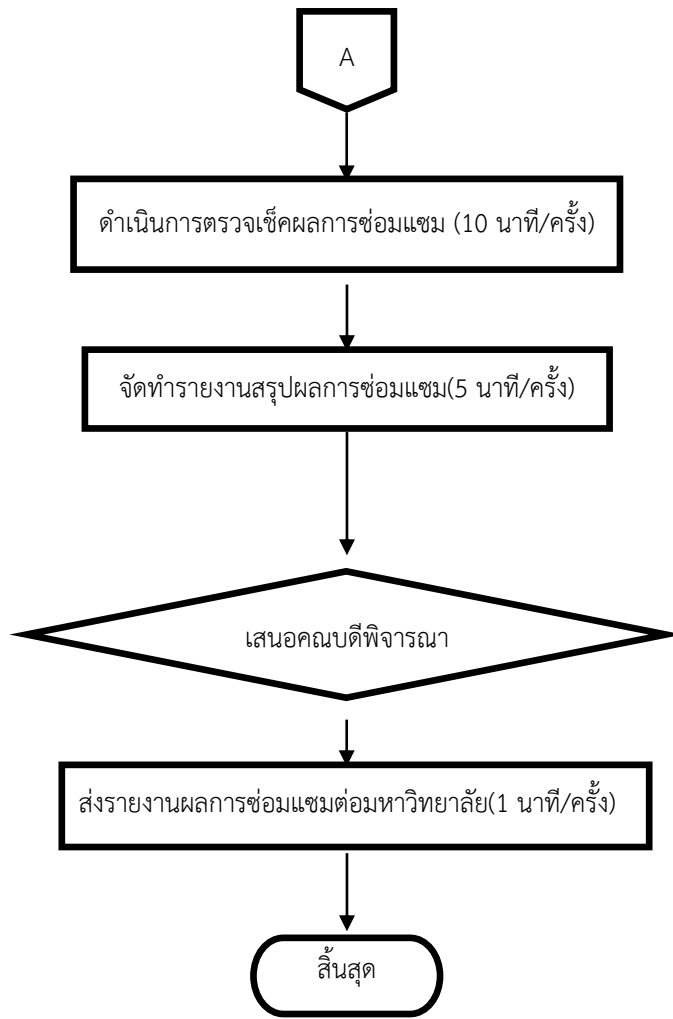 A
ดำเนินการตรวจเช็คผลการซ่อมแซม (10 นาที/ครั้ง)
จัดทำรายงานสรุปผลการซ่อมแซม(5 นาที/ครั้ง)
เสนอคณบดีพิจารณา
ส่งรายงานผลการซ่อมแซมต่อมหาวิทยาลัย(1 นาที/ครั้ง)
สิ้นสุด